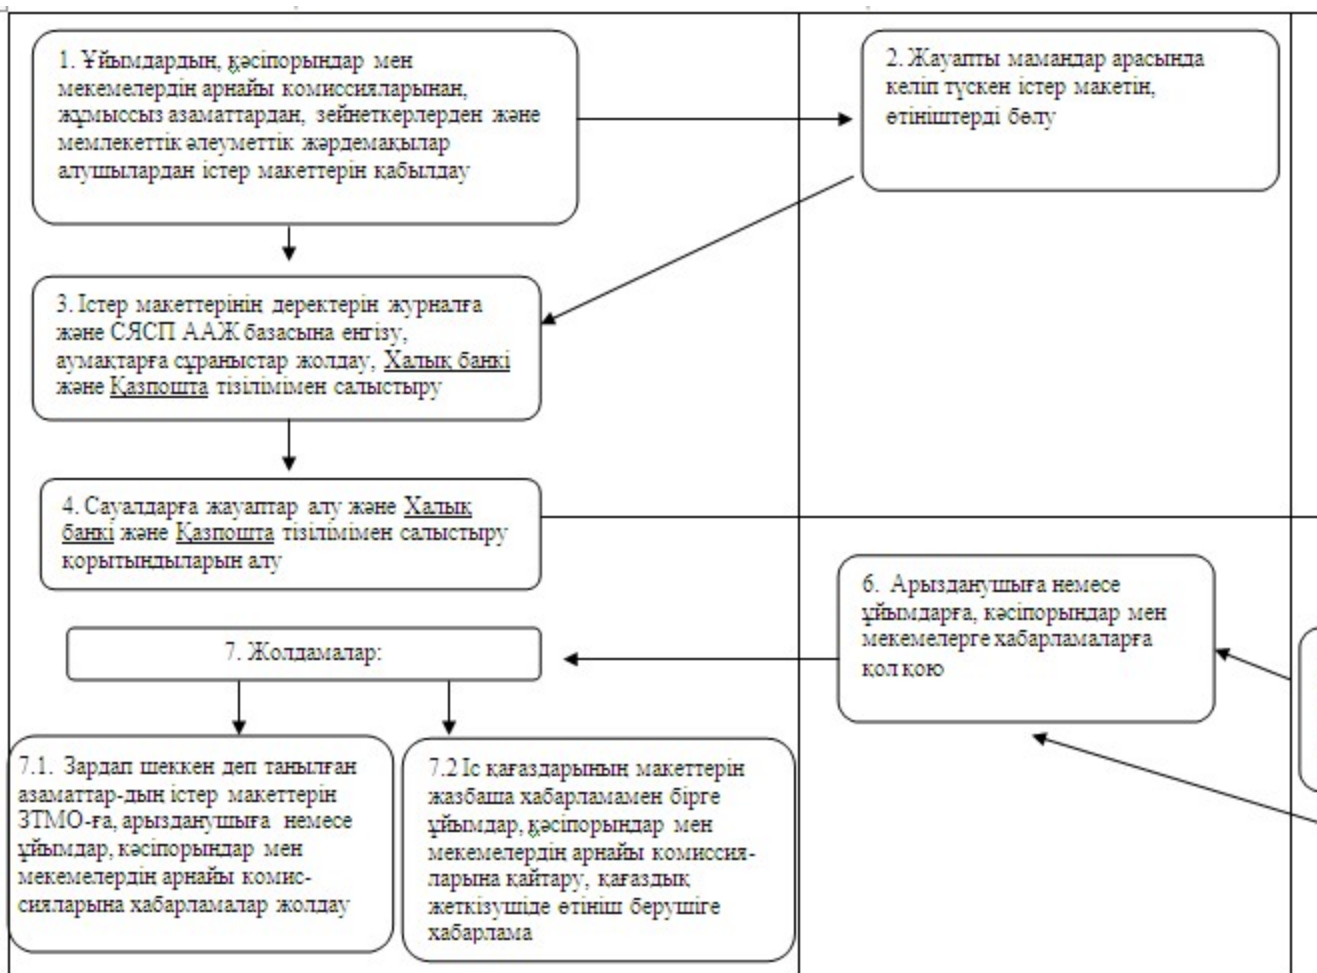 1. Ұйымдардың, қәсіпорындар мен
мекемелердің арнайы комиссияларынан,
жұмыссыз азаматтардан, зейнеткерлерден және
мемлекеттік әлеуметтік жәрдемақылар
алушылардан істер макеттерін қабылдау
2. Жауапты мамандар арасында
келіп түскен істер макетін,
өтініштерді бөлу
3. Істер макеттерінің деректерін журналға
және СЯСП ААЖ базасына енгізу,
аумақтарға сұраныстар жолдау, Халық банкі
және Қазпошта тізілімімен салыстыру
4. Сауалдарға жауаптар алу және Халық
банкі және Қазпошта тізілімімен салыстыру
қорытындыларын алу
6. Арызданушыға немесе
ұйымдарға, кәсіпорындар мен
мекемелерге хабарламаларға
қол қою
7. Жолдамалар:
7.1. Зардап шеккен деп танылған
азаматтар-дың істер макеттерін
ЗТМО-ға, арызданушыға немесе
ұйымдар, кәсіпорындар мен
мекемелердің арнайы комис-
сияларына хабарламалар жолдау
7.2 Іс қағаздарының макеттерін
жазбаша хабарламамен бірге
ұйымдар, қәсіпорындар мен
мекемелердің арнайы комиссия-
ларына қайтару, қағаздық
жеткізушіде өтініш берушіге
хабарлама